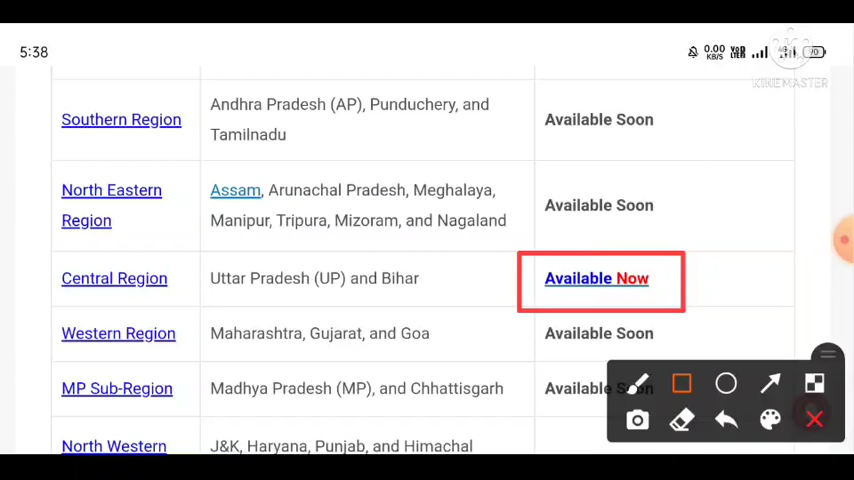 5:38
0.00 KB/S
90
KINEMASTER
Southern Region
Andhra Pradesh (AP), Punduchery, and
Tamilnadu
Available Soon
North Eastern
Region
Assam, Arunachal Pradesh, Meghalaya,
Manipur, Tripura, Mizoram, and Nagaland
Available Soon
Central Region
Uttar Pradesh (UP) and Bihar
Available Now
Western Region
Maharashtra, Gujarat, and Goa
Available Soon
MP Sub-Region
Madhya Pradesh (MP), and Chhattisgarh
Available Soon
North Western
J&K, Haryana, Punjab, and Himachal